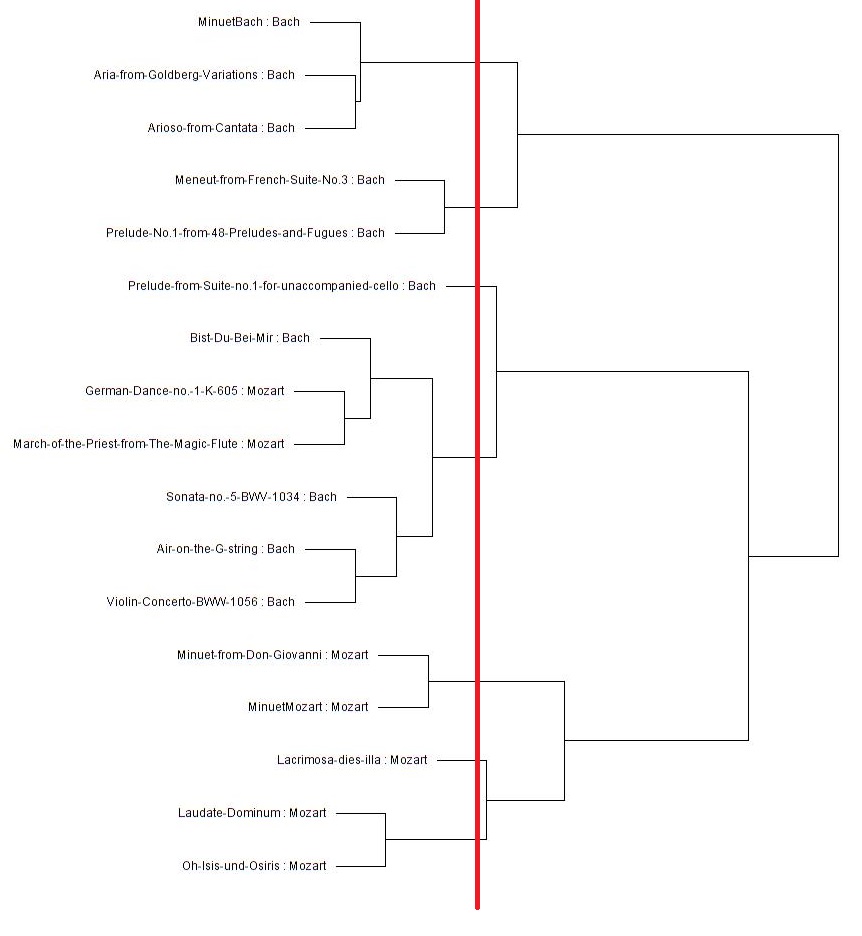 MinuetBach : Bach
Aria-from-Goldberg-Variations : Bach
Arioso-from-Cantata : Bach
Meneut-from-French-Suite-No.3 : Bach
Prelude-No.1-from-48-Preludes-and-Fugues : Bach
Prelude-from-Suite-no.1-for-unaccompanied-cello : Bach
Bist-Du-Bei-Mir : Bach
German-Dance-no.-1-K-605 : Mozart
March-of-the-Priest-from-The-Magic-Flute : Mozart
Sonata-no.-5-BWV-1034 : Bach
Air-on-the-G-string : Bach
Violin-Concerto-BWW-1056 : Bach
Minuet-from-Don-Giovanni : Mozart
MinuetMozart : Mozart
Lacrimosa-dies-illa : Mozart
Laudate-Dominum : Mozart
Oh-Isis-und-Osiris : Mozart